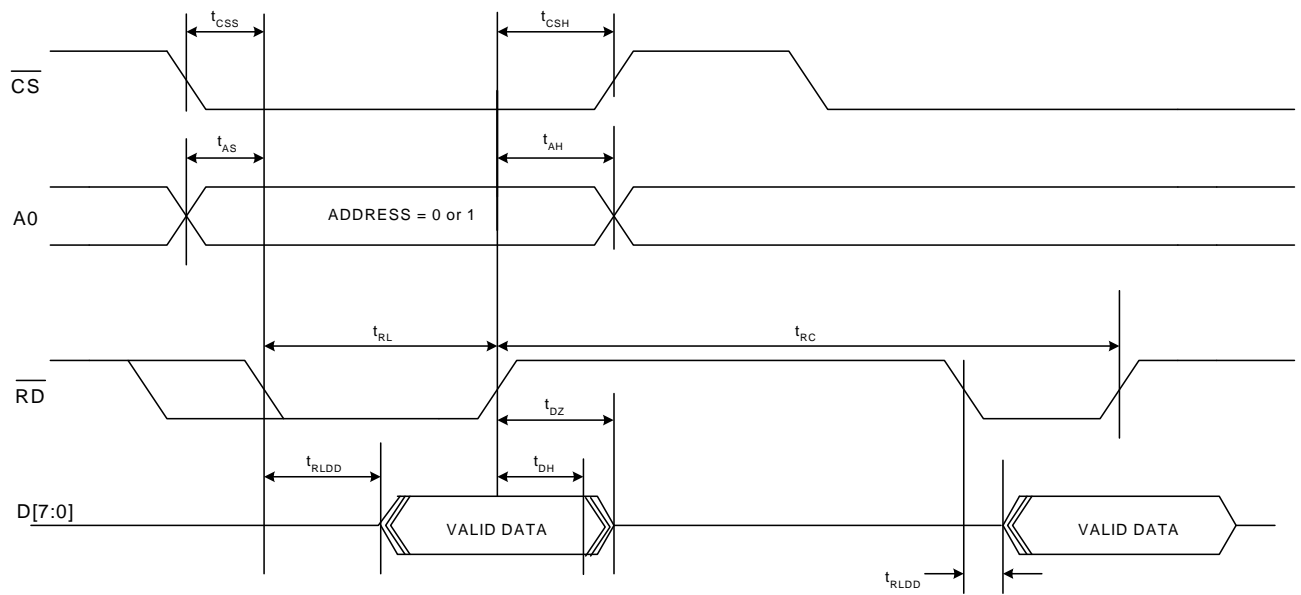 tCSS
tCSH
CS
tAS
tAH
A0
ADDRESS = 0 or 1
tRL
tRC
RD
tDZ
tRLDD
tDH
D[7:0]
VALID DATA
VALID DATA
tRLDD